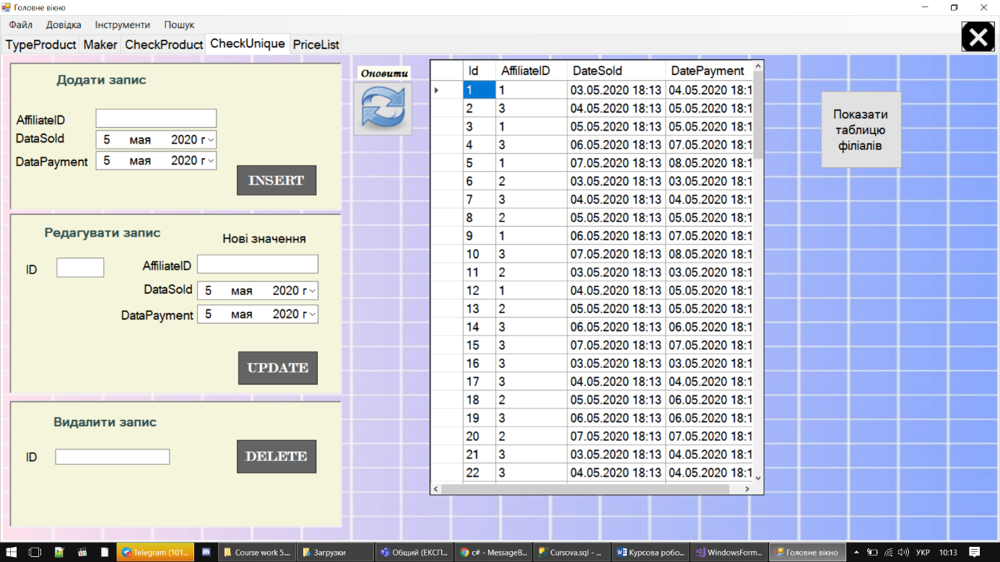 Головне вікно
Файл Довідка Інструменти Пошук
TypeProduct Maker CheckProduct CheckUnique PriceList
Додати запис
AffiliateID
DataSold 5 мая 2020 г
DataPayment 5 мая 2020 г
INSERT
Редагувати запис
Нові значення
ID AffiliateID
DataSold 5 мая 2020 г
DataPayment 5 мая 2020 г
UPDATE
Видалити запис
ID
DELETE
Оновити
Id AffiliateID DateSold DatePayment
1 1 03.05.2020 18:13 04.05.2020 18:1
2 3 04.05.2020 18:13 05.05.2020 18:1
3 1 05.05.2020 18:13 05.05.2020 18:1
4 3 06.05.2020 18:13 07.05.2020 18:1
5 1 07.05.2020 18:13 08.05.2020 18:1
6 2 03.05.2020 18:13 03.05.2020 18:1
7 3 04.05.2020 18:13 04.05.2020 18:1
8 2 05.05.2020 18:13 05.05.2020 18:1
9 1 06.05.2020 18:13 07.05.2020 18:1
10 3 07.05.2020 18:13 08.05.2020 18:1
11 2 03.05.2020 18:13 03.05.2020 18:1
12 1 04.05.2020 18:13 05.05.2020 18:1
13 2 05.05.2020 18:13 05.05.2020 18:1
14 3 06.05.2020 18:13 06.05.2020 18:1
15 3 07.05.2020 18:13 07.05.2020 18:1
16 3 03.05.2020 18:13 03.05.2020 18:1
17 3 04.05.2020 18:13 04.05.2020 18:1
18 2 05.05.2020 18:13 06.05.2020 18:1
19 3 06.05.2020 18:13 06.05.2020 18:1
20 2 07.05.2020 18:13 07.05.2020 18:1
21 3 03.05.2020 18:13 04.05.2020 18:1
22 3 04.05.2020 18:13 04.05.2020 18:1
Показати
таблицю
філіалів
Telegram (101... Course work 5.... Загрузки Общий (ЕКСП... c# - MessageB... Cursova.sql - ... Курсова робо... WindowsForm... Головне вікно УКР 10:13